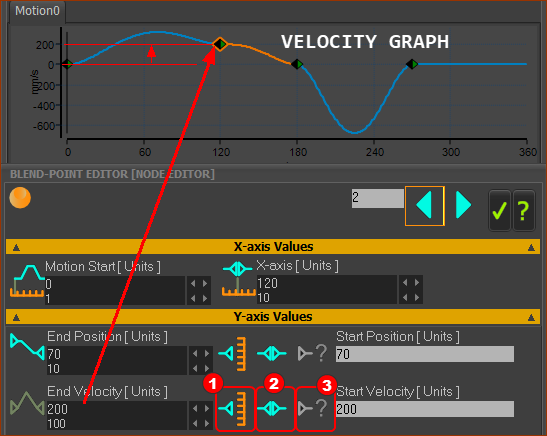 Motion0
VELOCITY GRAPH
200
0
-200
-400
-600
mm/s
0 60 120 180 240 300 360
BLEND-POINT EDITOR [NODE EDITOR]
2
?
X-axis Values
Motion Start [ Units ] X-axis [ Units ]
0 120
1 10
Y-axis Values
End Position [ Units ] Start Position [ Units ]
70 ? 70
10
1 2 3
End Velocity [ Units ] Start Velocity [ Units ]
200 ? 200
100